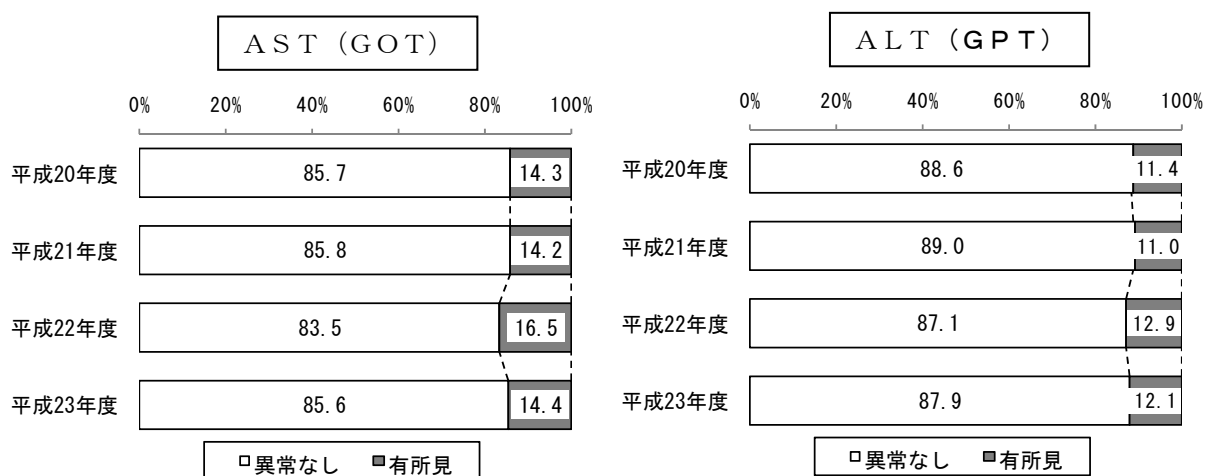 ＡＳＴ（GOT）
0% 20% 40% 60% 80% 100%
平成20年度 85.7 14.3
平成21年度 85.8 14.2
平成22年度 83.5 16.5
平成23年度 85.6 14.4
□異常なし ■有所見
ＡＬＴ（ＧＰＴ）
0% 20% 40% 60% 80% 100%
平成20年度 88.6 11.4
平成21年度 89.0 11.0
平成22年度 87.1 12.9
平成23年度 87.9 12.1
□異常なし ■有所見